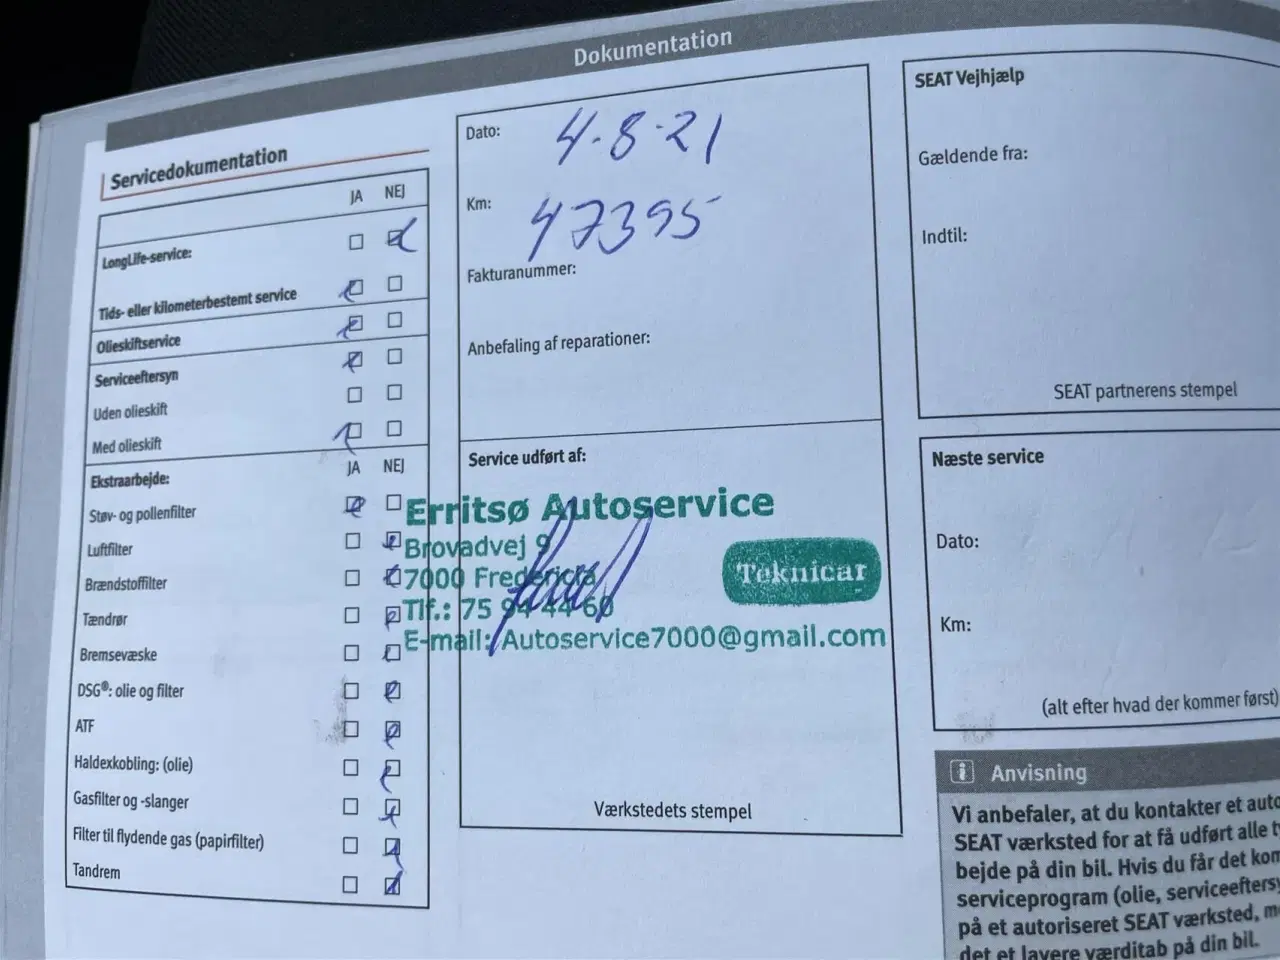 Dokumentation
Servicedokumentation
JA NEJ
LongLife-service:
Tids- eller kilometerbestemt service
Olieskiftservice
Serviceeftersyn
Uden olieskift
Med olieskift
Ekstraarbejde: JA NEJ
Støv- og pollenfilter
Luftfilter
Brændstoffilter
Tændrør
Bremsevæske
DSG®: olie og filter
ATF
Haldexkobling: (olie)
Gasfilter og -slanger
Filter til flydende gas (papirfilter)
Tandrem
Dato: 4-8-21
Km: 47395
Fakturanummer:
Anbefaling af reparationer:
Service udført af:
Erritsø Autoservice
Brovadvej 9
7000 Fredericia
Teknicar
Tlf.: 75 94 44 60
E-mail: Autoservice7000@gmail.com
Værkstedets stempel
SEAT Vejhjælp
Gældende fra:
Indtil:
SEAT partnerens stempel
Næste service
Dato:
Km:
(alt efter hvad der kommer først)
i Anvisning
Vi anbefaler, at du kontakter et auto
SEAT værksted for at få udført alle
bejde på din bil. Hvis du får det
serviceprogram (olie, serviceeftersy
på et autoriseret SEAT værksted,
det et lavere værditab på din bil.